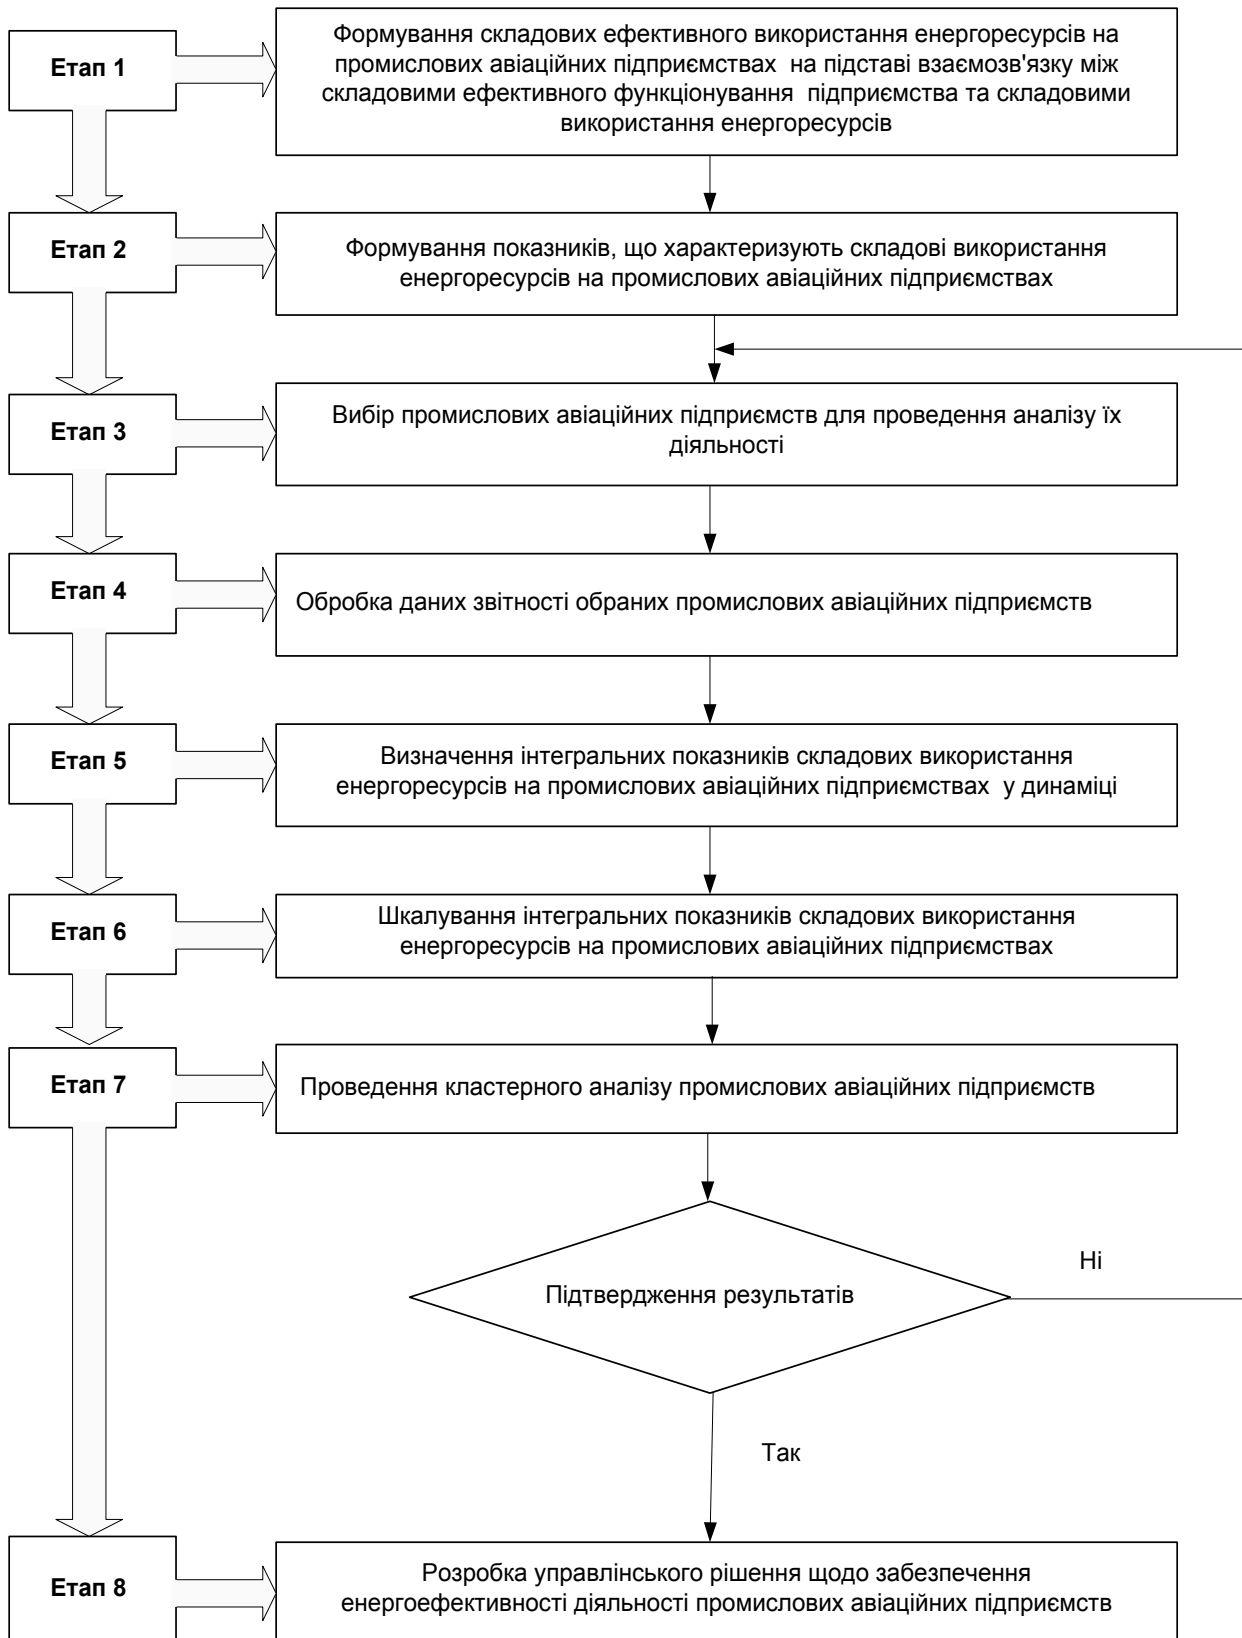 Етап 1
Формування складових ефективного використання енергоресурсів на
промислових авіаційних підприємствах на підставі взаємозв'язку між
складовими ефективного функціонування підприємства та складовими
використання енергоресурсів
Етап 2
Формування показників, що характеризують складові використання
енергоресурсів на промислових авіаційних підприємствах
Етап 3
Вибір промислових авіаційних підприємств для проведення аналізу їх
діяльності
Етап 4
Обробка даних звітності обраних промислових авіаційних підприємств
Етап 5
Визначення інтегральних показників складових використання
енергоресурсів на промислових авіаційних підприємствах у динаміці
Етап 6
Шкалування інтегральних показників складових використання
енергоресурсів на промислових авіаційних підприємствах
Етап 7
Проведення кластерного аналізу промислових авіаційних підприємств
Ні
Підтвердження результатів
Так
Етап 8
Розробка управлінського рішення щодо забезпечення
енергоефективності діяльності промислових авіаційних підприємств